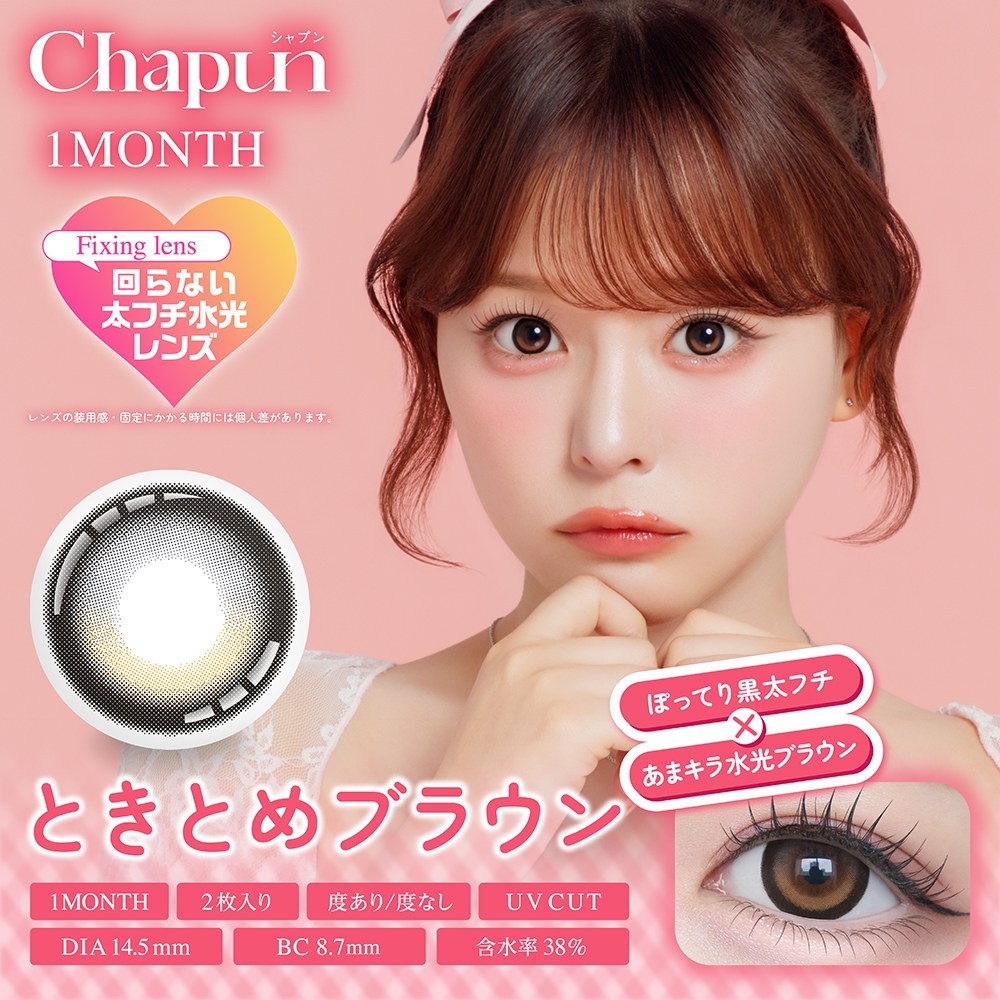 シャプン
Chapun
1MONTH
Fixing lens
回らない
太フチ水光
レンズ
レンズの装用感・固定にかかる時間には個人差があります。
ぽってり黒太フチ
×
あまキラ水光ブラウン
ときとめブラウン
1MONTH
2枚入り
度あり/度なし
UV CUT
DIA 14.5mm
BC 8.7mm
含水率38%